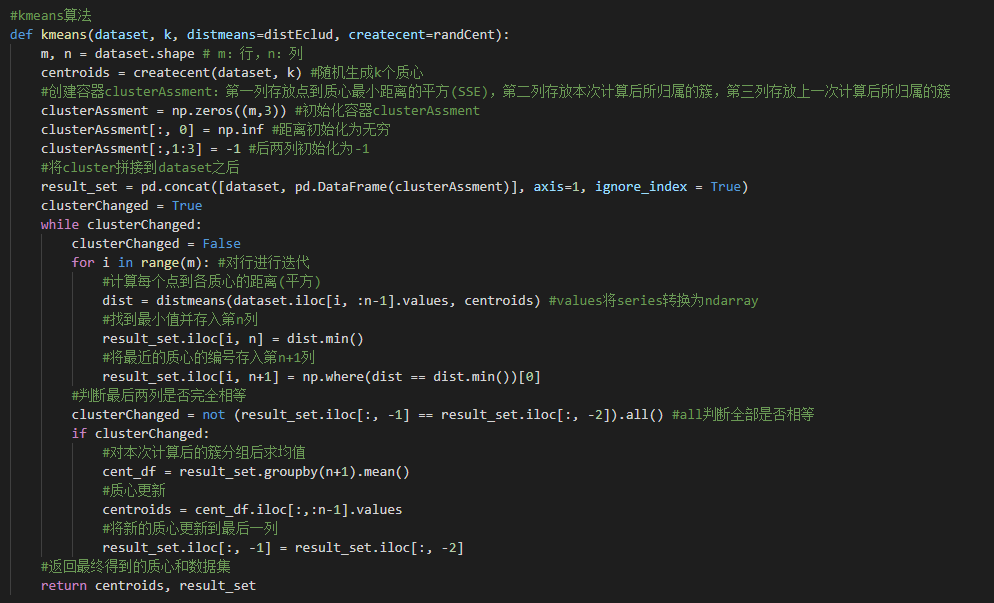 #kmeans算法
def kmeans(dataset, k, distmeans=distEclud, createcent=randCent):
    m, n = dataset.shape # m：行，n：列
    centroids = createcent(dataset, k) #随机生成k个质心
    #创建容器clusterAssment：第一列存放点到质心最小距离的平方(SSE)，第二列存放本次计算后所归属的簇，第三列存放上一次计算后所归属的簇
    clusterAssment = np.zeros((m,3)) #初始化容器clusterAssment
    clusterAssment[:, 0] = np.inf #距离初始化为无穷
    clusterAssment[:,1:3] = -1 #后两列初始化为-1
    #将cluster拼接到dataset之后
    result_set = pd.concat([dataset, pd.DataFrame(clusterAssment)], axis=1, ignore_index = True)
    clusterChanged = True
    while clusterChanged:
        clusterChanged = False
        for i in range(m): #对行进行迭代
            #计算每个点到各质心的距离(平方)
            dist = distmeans(dataset.iloc[i, :n-1].values, centroids) #values将series转换为ndarray
            #找到最小值并存入第n列
            result_set.iloc[i, n] = dist.min()
            #将最近的质心的编号存入第n+1列
            result_set.iloc[i, n+1] = np.where(dist == dist.min())[0]
        #判断最后两列是否完全相等
        clusterChanged = not (result_set.iloc[:, -1] == result_set.iloc[:, -2]).all() #all判断全部是否相等
        if clusterChanged:
            #对本次计算后的簇分组后求均值
            cent_df = result_set.groupby(n+1).mean()
            #质心更新
            centroids = cent_df.iloc[:,:n-1].values
            #将新的质心更新到最后一列
            result_set.iloc[:, -1] = result_set.iloc[:, -2]
    #返回最终得到的质心和数据集
    return centroids, result_set